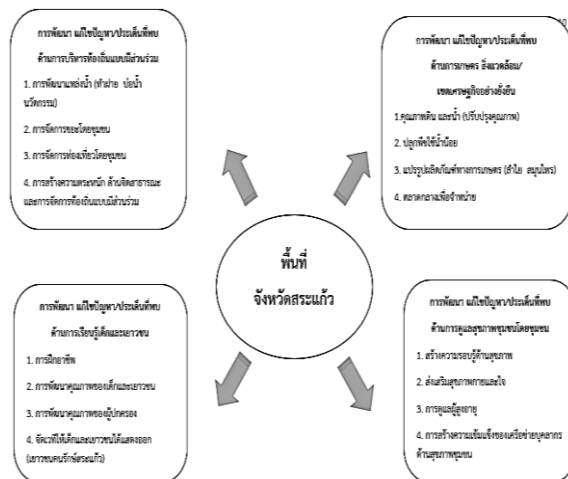 การพัฒนา แก้ไขปัญหา/ประเด็นที่พบ
ด้านการบริหารท้องถิ่นแบบมีส่วนร่วม
1. การพัฒนาแหล่งน้ำ (ทำฝาย บ่อน้ำ
นวัตกรรม)
2. การจัดการขยะโดยชุมชน
3. การจัดการท่องเที่ยวโดยชุมชน
4. การสร้างความตระหนัก ด้านจิตสาธารณะ
และการจัดการท้องถิ่นแบบมีส่วนร่วม
การพัฒนา แก้ไขปัญหา/ประเด็นที่พบ
ด้านการเกษตร สิ่งแวดล้อม/
เขตเศรษฐกิจอย่างยั่งยืน
1.คุณภาพดิน และน้ำ (ปรับปรุงคุณภาพ)
2. ปลูกพืชใช้น้ำน้อย
3. แปรรูปผลิตภัณฑ์ทางการเกษตร (ลำไย สมุนไพร)
4. ตลาดกลางเพื่อจำหน่าย
พื้นที่
จังหวัดสระแก้ว
การพัฒนา แก้ไขปัญหา/ประเด็นที่พบ
ด้านการเรียนรู้เด็กและเยาวชน
1. การฝึกอาชีพ
2. การพัฒนาคุณภาพของเด็กและเยาวชน
3. การพัฒนาคุณภาพของผู้ปกครอง
4. จัดเวทีให้เด็กและเยาวชนได้แสดงออก
(เยาวชนคนรักษ์สระแก้ว)
การพัฒนา แก้ไขปัญหา/ประเด็นที่พบ
ด้านการดูแลสุขภาพชุมชนโดยชุมชน
1. สร้างความรอบรู้ด้านสุขภาพ
2. ส่งเสริมสุขภาพกายและใจ
3. การดูแลผู้สูงอายุ
4. การสร้างความเข้มแข็งของเครือข่ายบุคลากร
ด้านสุขภาพชุมชน